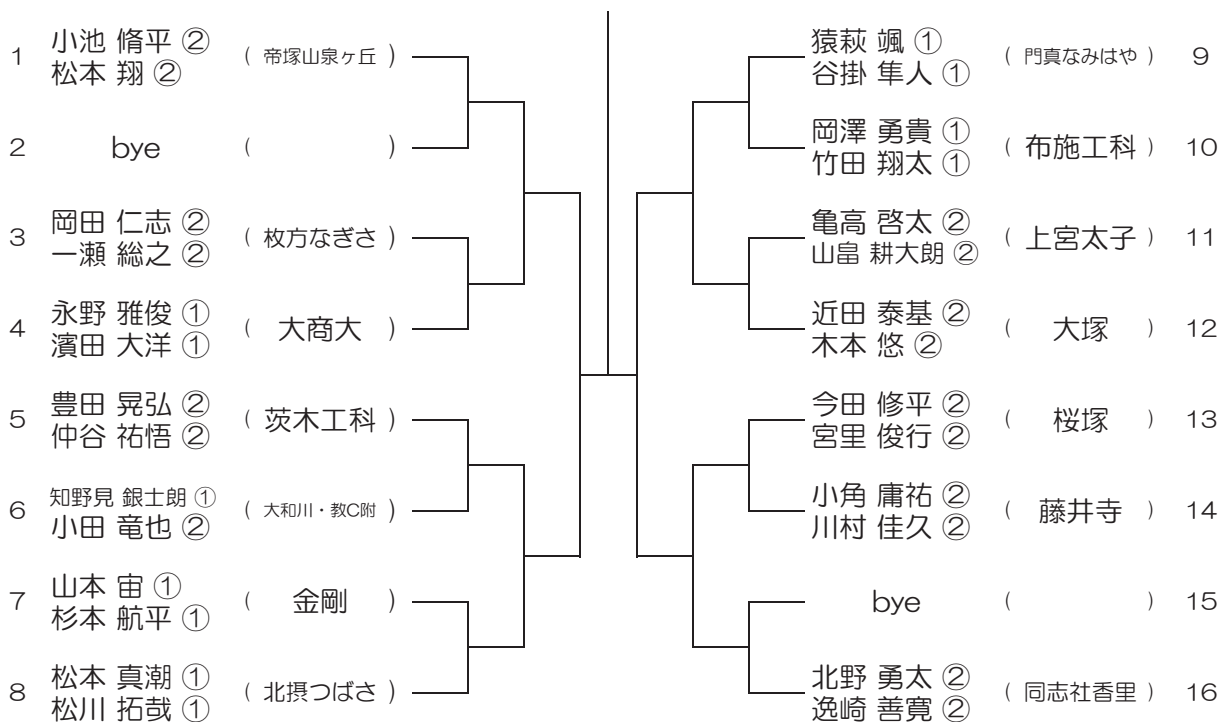 1 小池 脩平 ② ( 帝塚山泉ヶ丘 )
松本 翔 ②
2 bye ( )
3 岡田 仁志 ② ( 枚方なぎさ )
一瀬 総之 ②
4 永野 雅俊 ① ( 大商大 )
濱田 大洋 ①
5 豊田 晃弘 ② ( 茨木工科 )
仲谷 祐悟 ②
6 知野見 銀士朗 ① ( 大和川・教C附 )
小田 竜也 ②
7 山本 宙 ① ( 金剛 )
杉本 航平 ①
8 松本 真潮 ① ( 北摂つばさ )
松川 拓哉 ①
猿萩 颯 ① ( 門真なみはや ) 9
谷掛 隼人 ①
岡澤 勇貴 ① ( 布施工科 ) 10
竹田 翔太 ①
亀高 啓太 ② ( 上宮太子 ) 11
山畠 耕大朗 ②
近田 泰基 ② ( 大塚 ) 12
木本 悠 ②
今田 修平 ② ( 桜塚 ) 13
宮里 俊行 ②
小角 庸祐 ② ( 藤井寺 ) 14
川村 佳久 ②
bye ( ) 15
北野 勇太 ② ( 同志社香里 ) 16
逸崎 善寛 ②